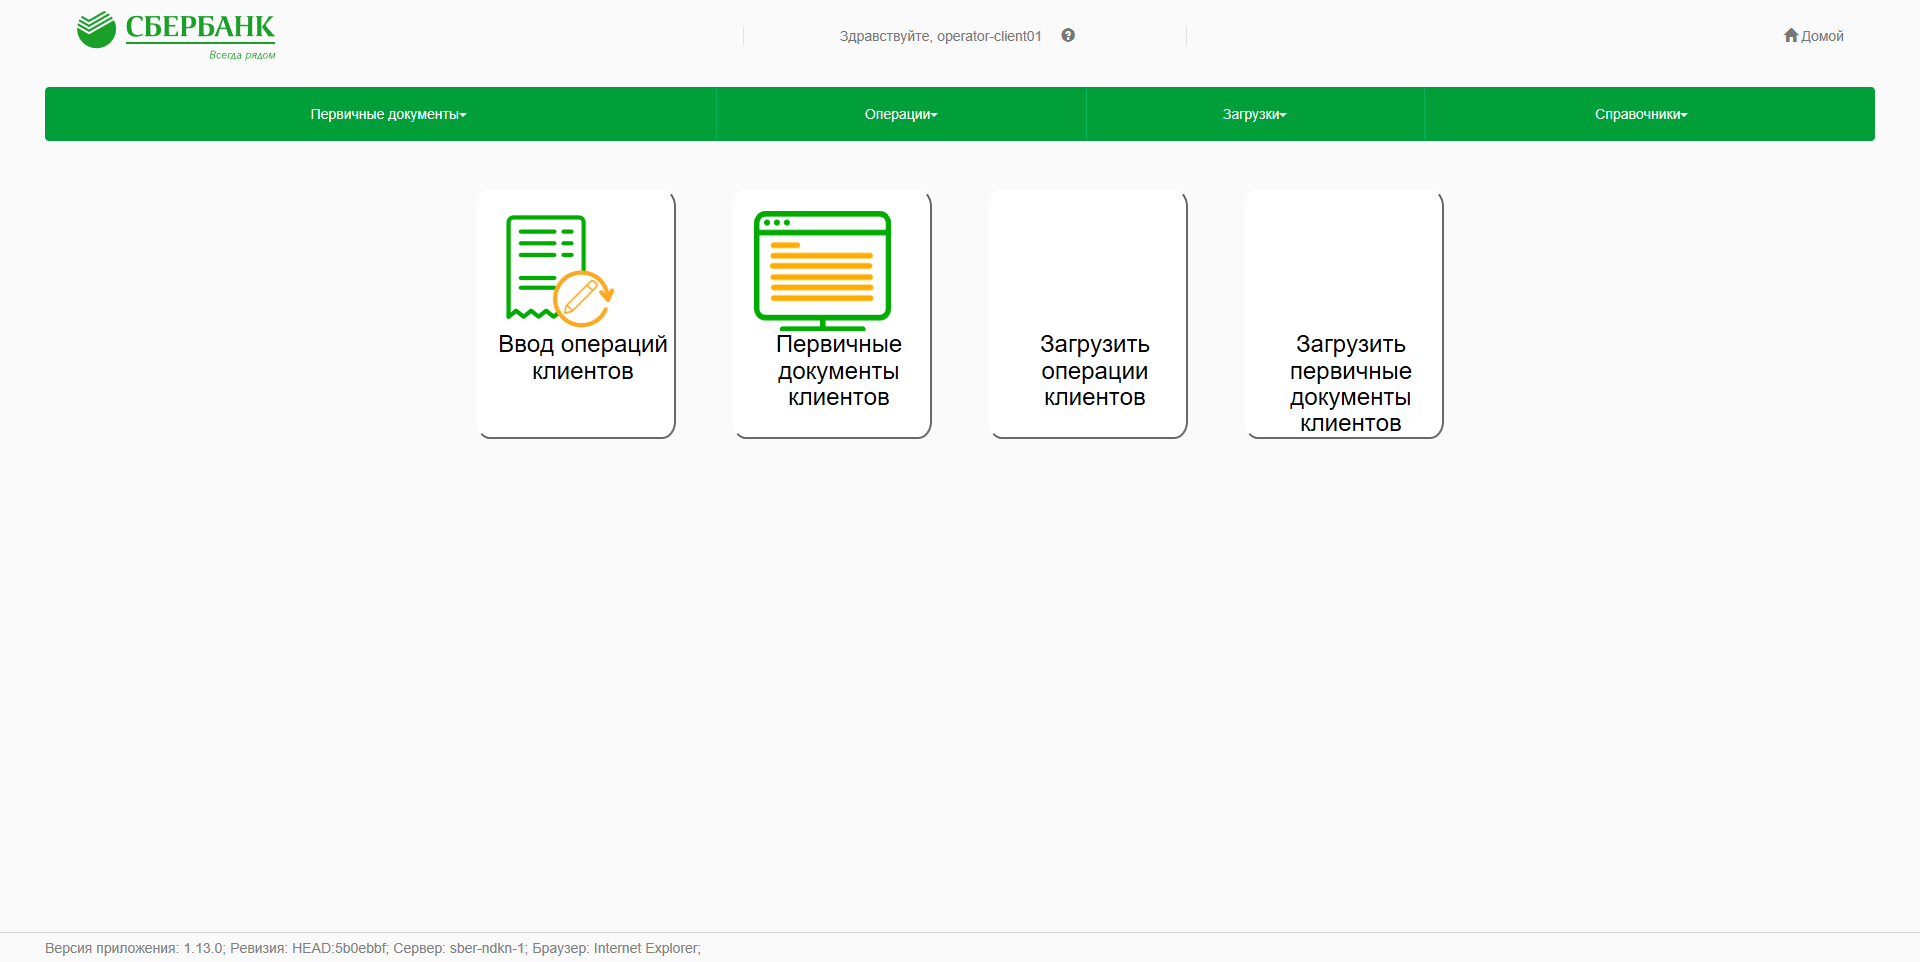 СБЕРБАНК
Всегда рядом
Здравствуйте, operator-client01
Домой
Первичные документы
Операции
Загрузки
Справочники
Ввод операций
клиентов
Первичные
документы
клиентов
Загрузить
операции
клиентов
Загрузить
первичные
документы
клиентов
Версия приложения: 1.13.0; Ревизия: HEAD:5b0ebbf; Сервер: sber-ndkn-1; Браузер: Internet Explorer;